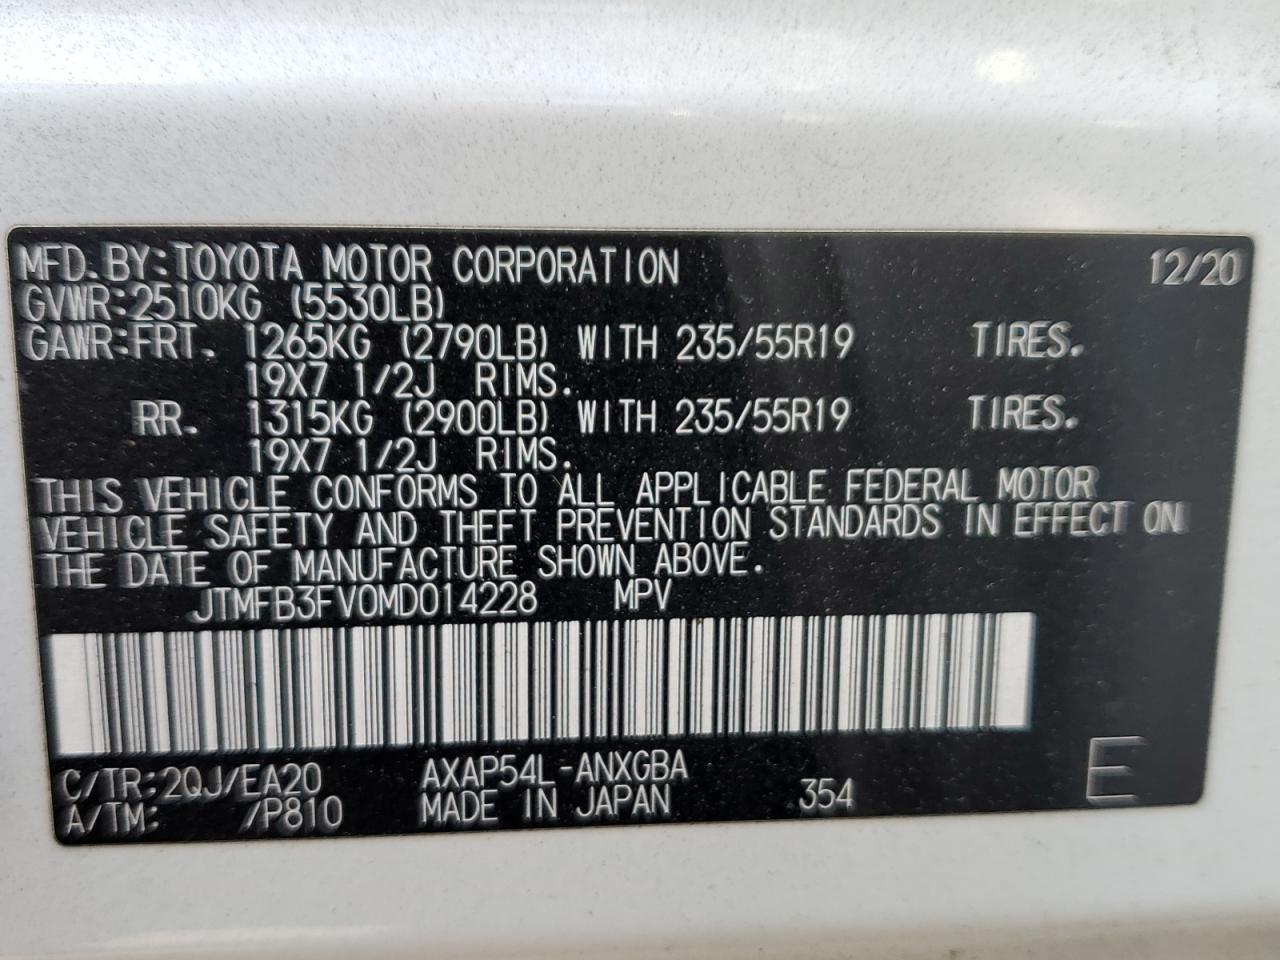 MFD. BY: TOYOTA MOTOR CORPORATION 12/20
GVWR: 2510KG (5530LB)
GAWR: FRT. 1265KG (2790LB) WITH 235/55R19 TIRES.
19X7 1/2J RIMS.
RR. 1315KG (2900LB) WITH 235/55R19 TIRES.
19X7 1/2J RIMS.
THIS VEHICLE CONFORMS TO ALL APPLICABLE FEDERAL MOTOR
VEHICLE SAFETY AND THEFT PREVENTION STANDARDS IN EFFECT ON
THE DATE OF MANUFACTURE SHOWN ABOVE.
JTMFB3FV0MD014228 MPV
C/TR: 2QJ/EA20 AXAP54L-ANXGBA
A/TM: /P810 MADE IN JAPAN 354 E